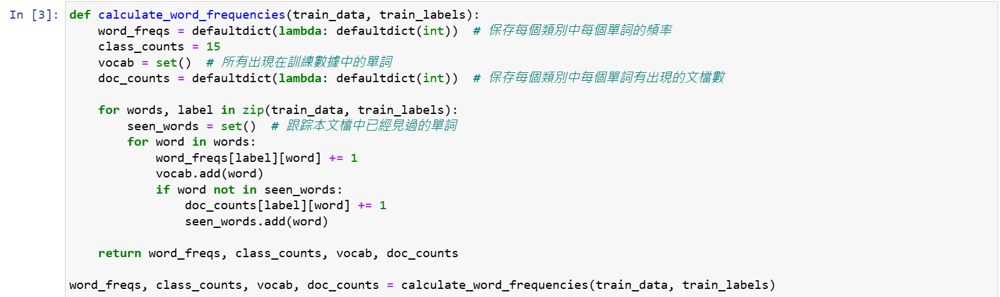 In [3]: def calculate_word_frequencies(train_data, train_labels):
    word_freqs = defaultdict(lambda: defaultdict(int))  # 保存每個類別中每個單詞的頻率
    class_counts = 15
    vocab = set()  # 所有出現在訓練數據中的單詞
    doc_counts = defaultdict(lambda: defaultdict(int))  # 保存每個類別中每個單詞有出現的文檔數
    for words, label in zip(train_data, train_labels):
        seen_words = set()  # 跟踪本文檔中已經見過的單詞
        for word in words:
            word_freqs[label][word] += 1
            vocab.add(word)
            if word not in seen_words:
                doc_counts[label][word] += 1
                seen_words.add(word)
    return word_freqs, class_counts, vocab, doc_counts
word_freqs, class_counts, vocab, doc_counts = calculate_word_frequencies(train_data, train_labels)